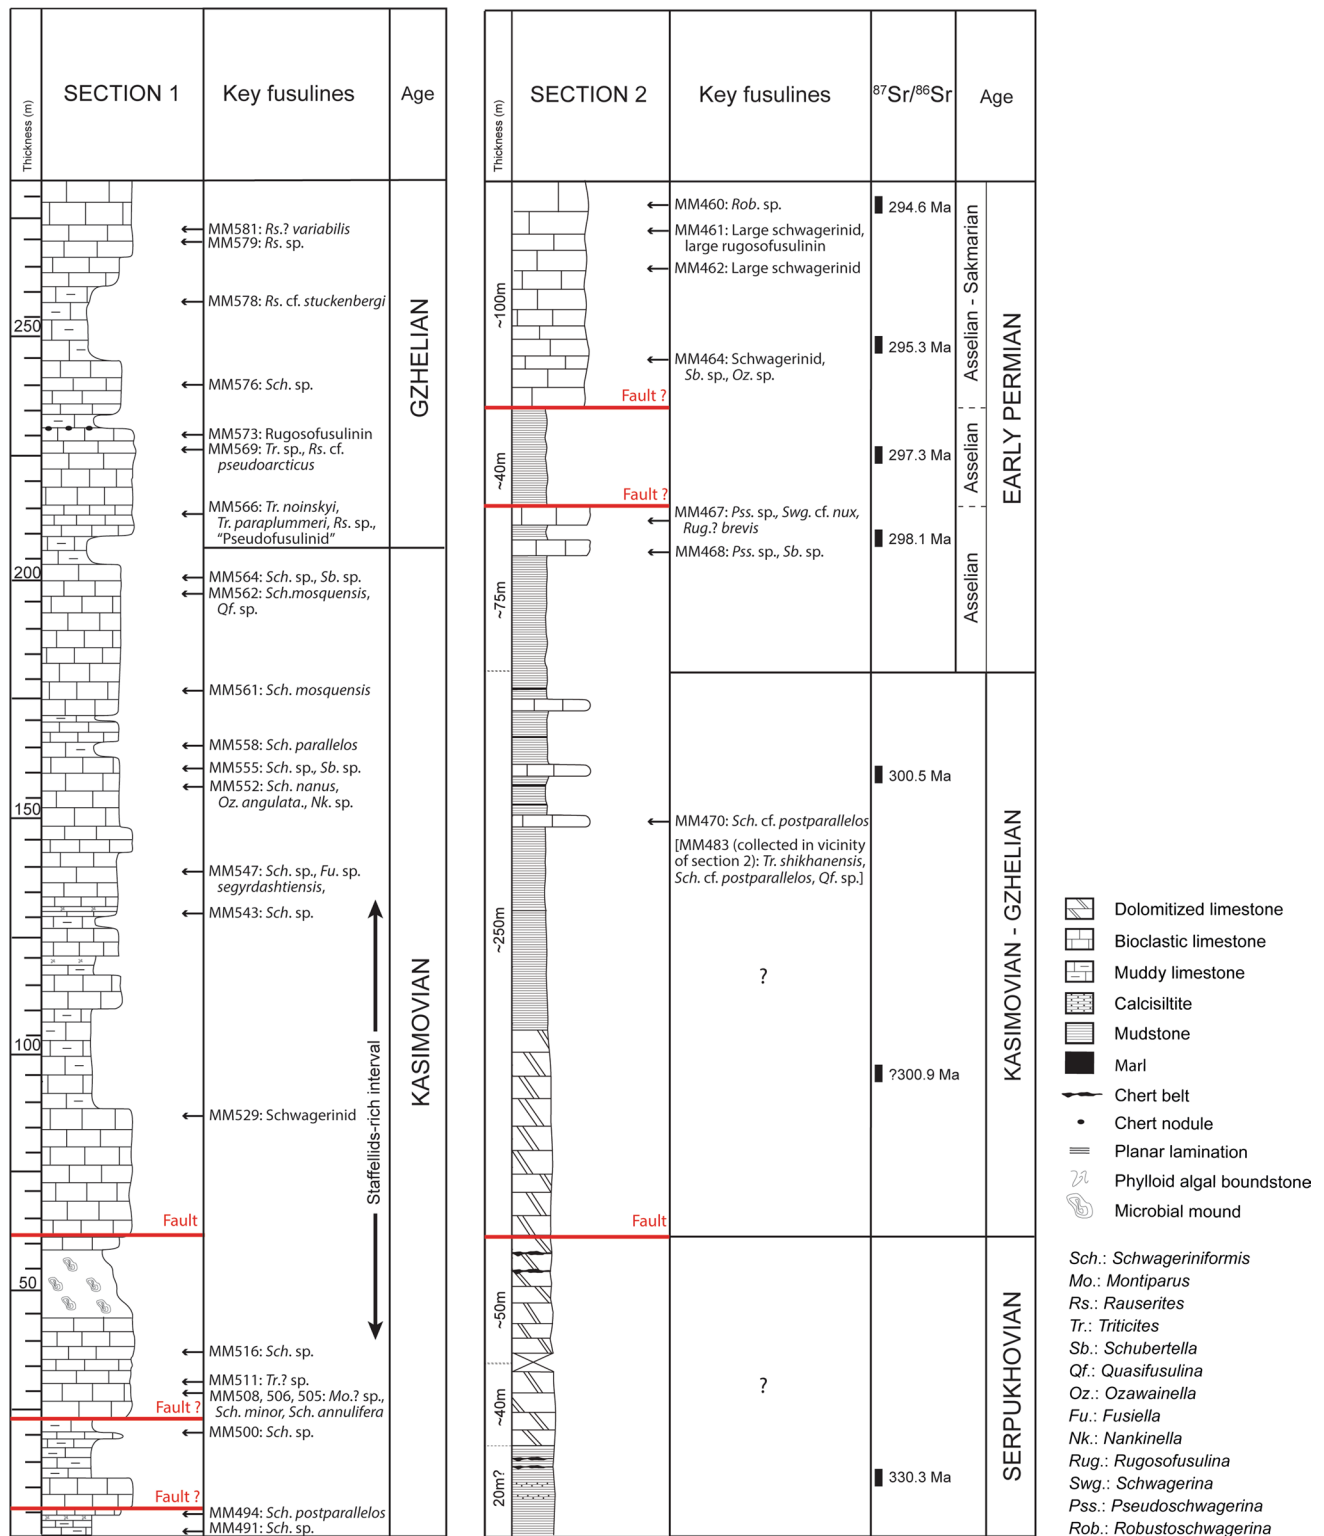 Thickness (m)
SECTION 1
Key fusulines
Age
250
200
150
100
50
MM581: Rs.? variabilis
MM579: Rs. sp.
MM578: Rs. cf. stuckenbergi
MM576: Sch. sp.
MM573: Rugosofusulinin
MM569: Tr. sp., Rs. cf.
pseudoarcticus
MM566: Tr. noinskyi,
Tr. paraplummeri, Rs. sp.,
“Pseudofusulinid”
MM564: Sch. sp., Sb. sp.
MM562: Sch.mosquensis,
Qf. sp.
MM561: Sch. mosquensis
MM558: Sch. parallelos
MM555: Sch. sp., Sb. sp.
MM552: Sch. nanus,
Oz. angulata., Nk. sp.
MM547: Sch. sp., Fu. sp.
segyrdashtiensis,
MM543: Sch. sp.
MM529: Schwagerinid
Staffellids-rich interval
Fault
MM516: Sch. sp.
MM511: Tr.? sp.
MM508, 506, 505: Mo.? sp.,
Sch. minor, Sch. annulifera
Fault ?
MM500: Sch. sp.
Fault ?
MM494: Sch. postparallelos
MM491: Sch. sp.
GZHELIAN
KASIMOVIAN
Thickness (m)
SECTION 2
Key fusulines
87Sr/86Sr
Age
~100m
~40m
~75m
~250m
~50m
~40m
20m?
MM460: Rob. sp.
MM461: Large schwagerinid,
large rugosofusulinin
MM462: Large schwagerinid
MM464: Schwagerinid,
Sb. sp., Oz. sp.
Fault ?
Fault ?
MM467: Pss. sp., Swg. cf. nux,
Rug.? brevis
MM468: Pss. sp., Sb. sp.
MM470: Sch. cf. postparallelos
[MM483 (collected in vicinity
of section 2): Tr. shikhanensis,
Sch. cf. postparallelos, Qf. sp.]
?
Fault
?
294.6 Ma
295.3 Ma
297.3 Ma
298.1 Ma
300.5 Ma
?300.9 Ma
330.3 Ma
Asselian - Sakmarian
Asselian
Asselian
EARLY PERMIAN
KASIMOVIAN - GZHELIAN
SERPUKHOVIAN
Dolomitized limestone
Bioclastic limestone
Muddy limestone
Calcisiltite
Mudstone
Marl
Chert belt
Chert nodule
Planar lamination
Phylloid algal boundstone
Microbial mound
Sch.: Schwageriniformis
Mo.: Montiparus
Rs.: Rauserites
Tr.: Triticites
Sb.: Schubertella
Qf.: Quasifusulina
Oz.: Ozawainella
Fu.: Fusiella
Nk.: Nankinella
Rug.: Rugosofusulina
Swg.: Schwagerina
Pss.: Pseudoschwagerina
Rob.: Robustoschwagerina